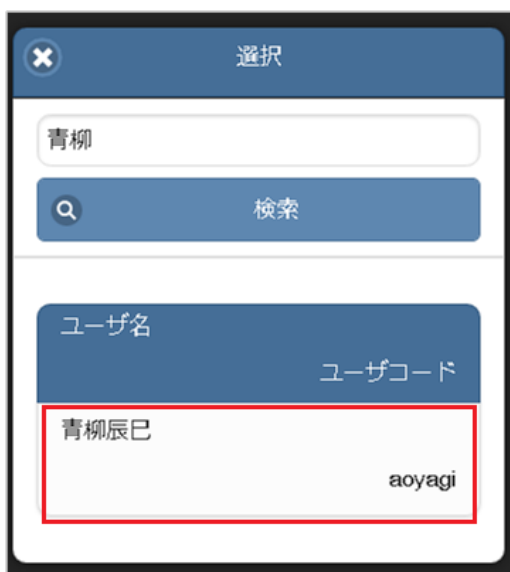 選択
青柳
検索
ユーザ名
ユーザコード
青柳辰巳
aoyagi